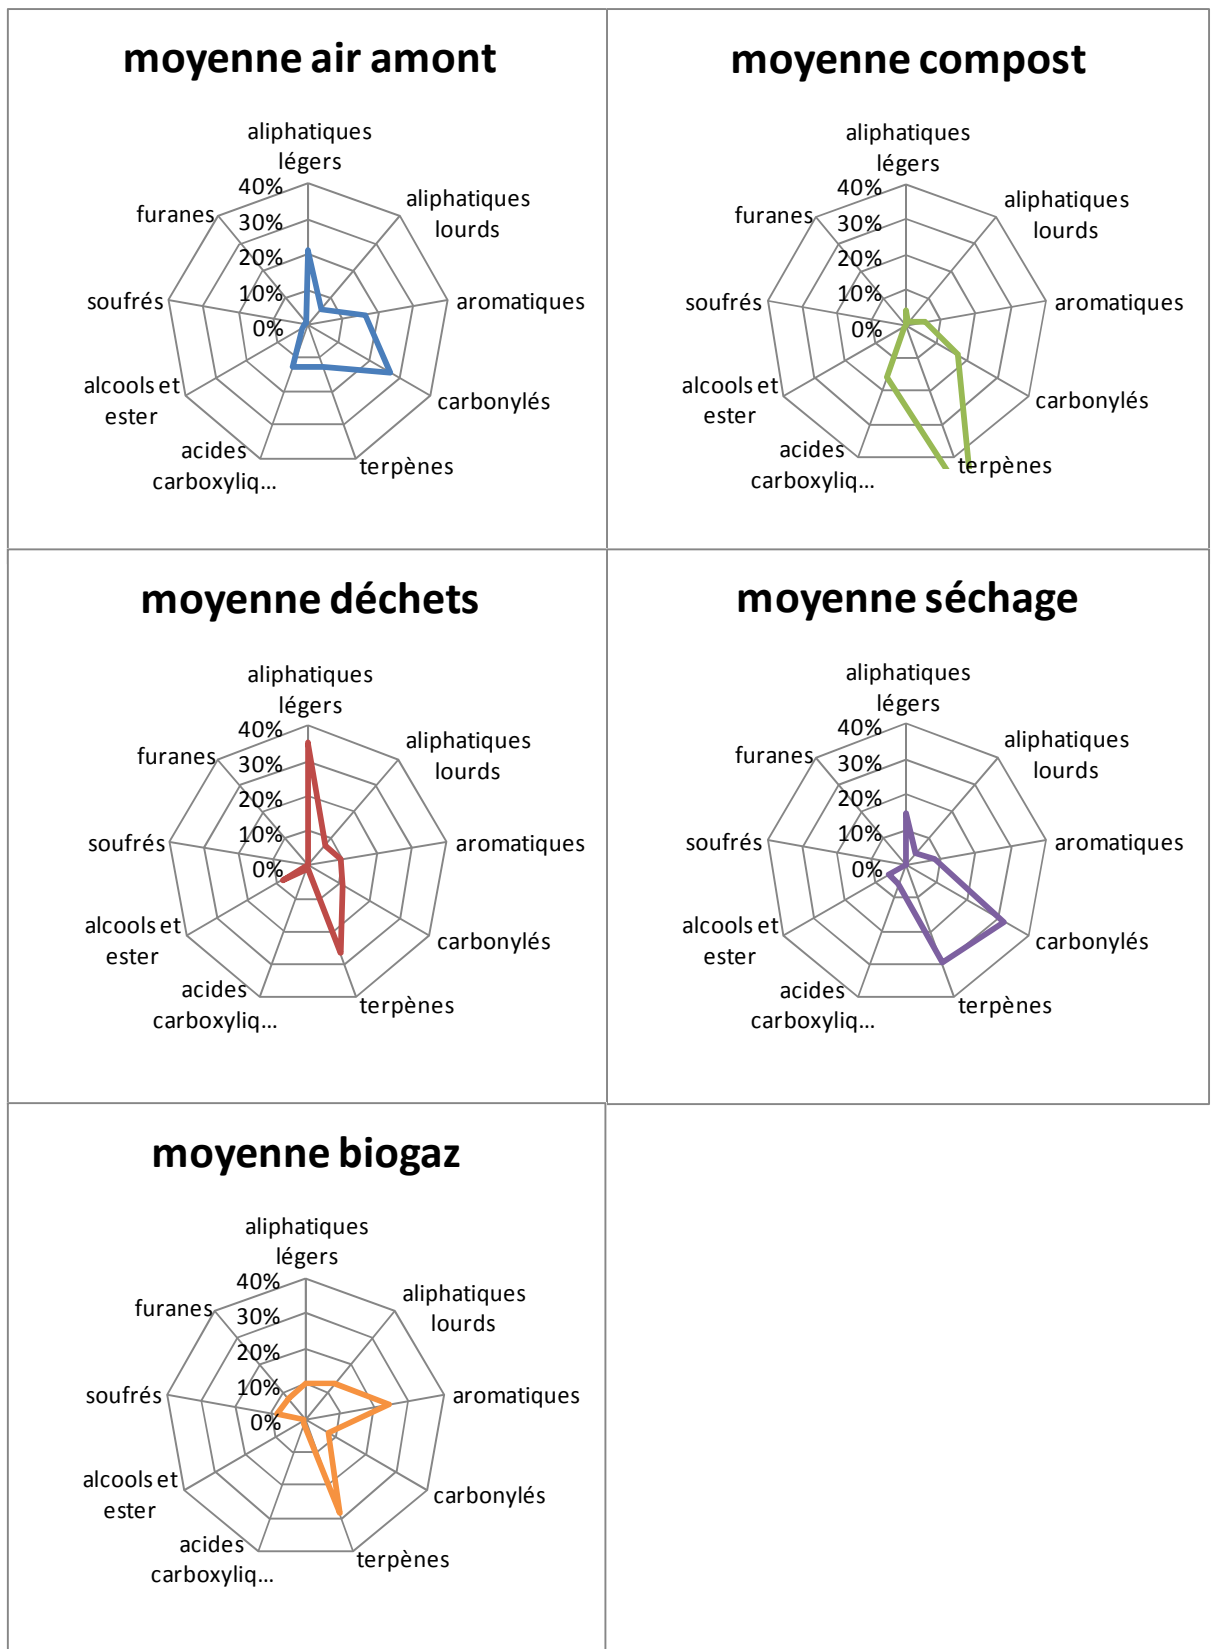 moyenne air amont
aliphatiques
légers
40%
aliphatiques
lourds
furanes
30%
20%
soufrés
aromatiques
10%
0%
alcools et
ester
carbonylés
acides
carboxyliq...
terpènes
moyenne compost
aliphatiques
légers
40%
aliphatiques
lourds
furanes
30%
20%
soufrés
aromatiques
10%
0%
alcools et
ester
carbonylés
acides
carboxyliq...
terpènes
moyenne déchets
aliphatiques
légers
40%
aliphatiques
lourds
furanes
30%
20%
soufrés
aromatiques
10%
0%
alcools et
ester
carbonylés
acides
carboxyliq...
terpènes
moyenne séchage
aliphatiques
légers
40%
aliphatiques
lourds
furanes
30%
20%
soufrés
aromatiques
10%
0%
alcools et
ester
carbonylés
acides
carboxyliq...
terpènes
moyenne biogaz
aliphatiques
légers
40%
aliphatiques
lourds
furanes
30%
20%
soufrés
aromatiques
10%
0%
alcools et
ester
carbonylés
acides
carboxyliq...
terpènes